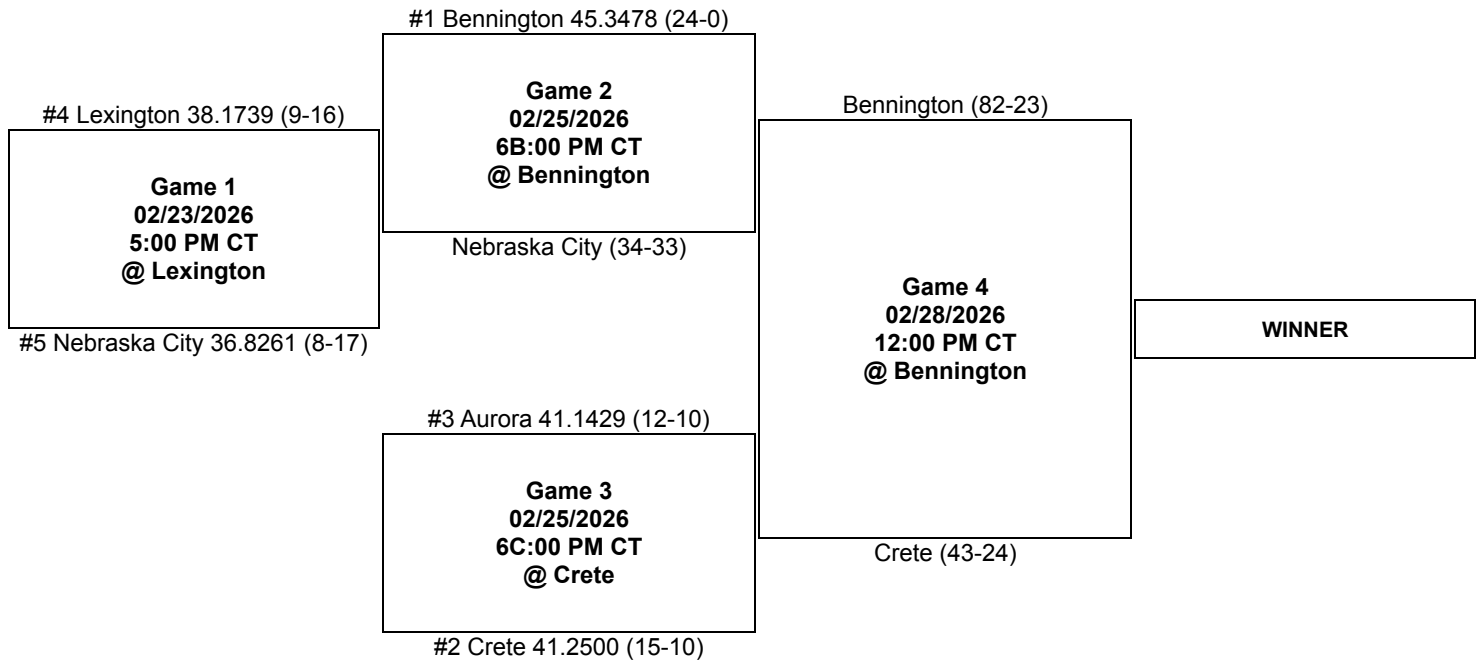 #1 Bennington 45.3478 (24-0)
Game 2
02/25/2026
6B:00 PM CT
@ Bennington
Nebraska City (34-33)
#4 Lexington 38.1739 (9-16)
Game 1
02/23/2026
5:00 PM CT
@ Lexington
#5 Nebraska City 36.8261 (8-17)
Bennington (82-23)
Game 4
02/28/2026
12:00 PM CT
@ Bennington
Crete (43-24)
WINNER
#3 Aurora 41.1429 (12-10)
Game 3
02/25/2026
6C:00 PM CT
@ Crete
#2 Crete 41.2500 (15-10)